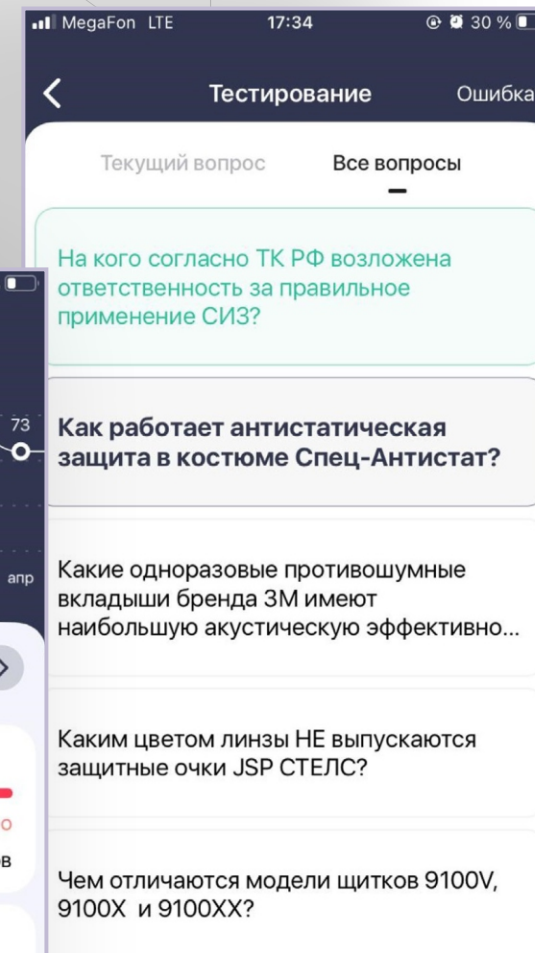 MegaFon LTE 17:34 30 %
Тестирование Ошибка
Текущий вопрос Все вопросы
На кого согласно ТК РФ возложена
ответственность за правильное
применение СИЗ?
73
Как работает антистатическая
защита в костюме Спец-Антистат?
апр
Какие одноразовые противошумные
вкладыши бренда 3М имеют
наибольшую акустическую эффективно...
Каким цветом линзы НЕ выпускаются
защитные очки JSP СТЕЛС?
Чем отличаются модели щитков 9100V,
9100X и 9100XX?